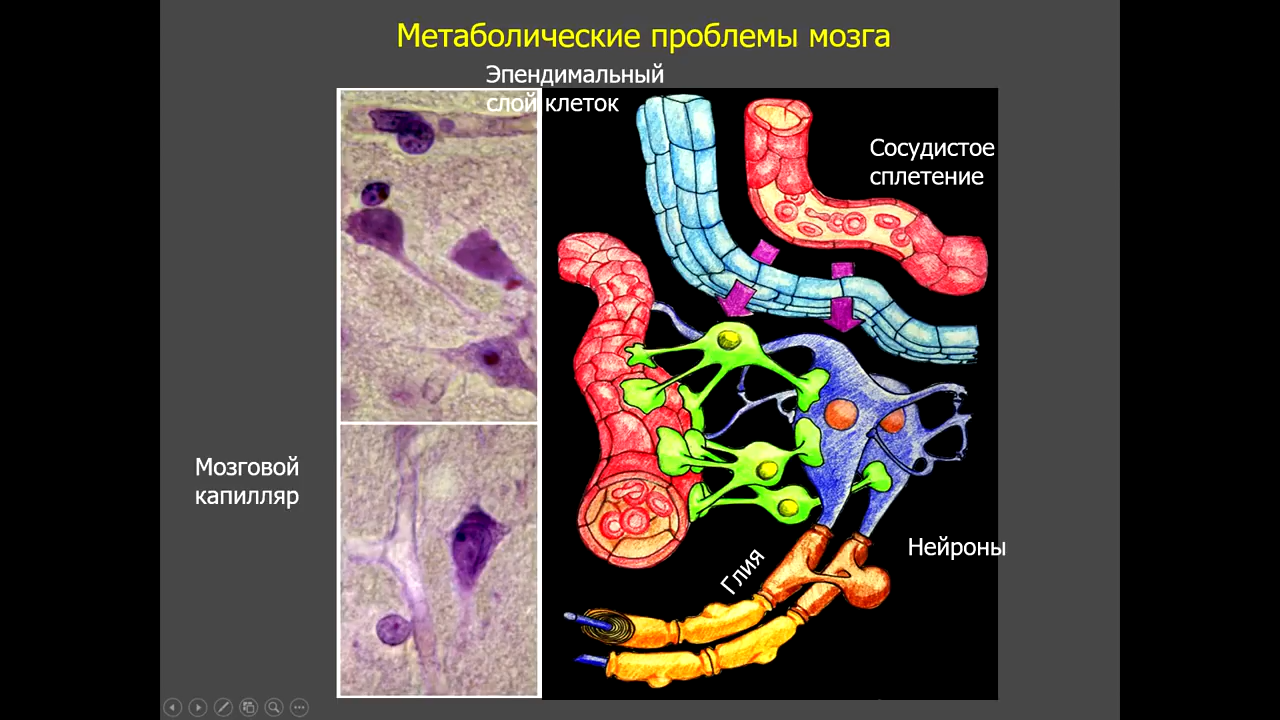 Метаболические проблемы мозга
Эпендимальный
слой клеток
Сосудистое
сплетение
Мозговой
капилляр
Нейроны
Глия